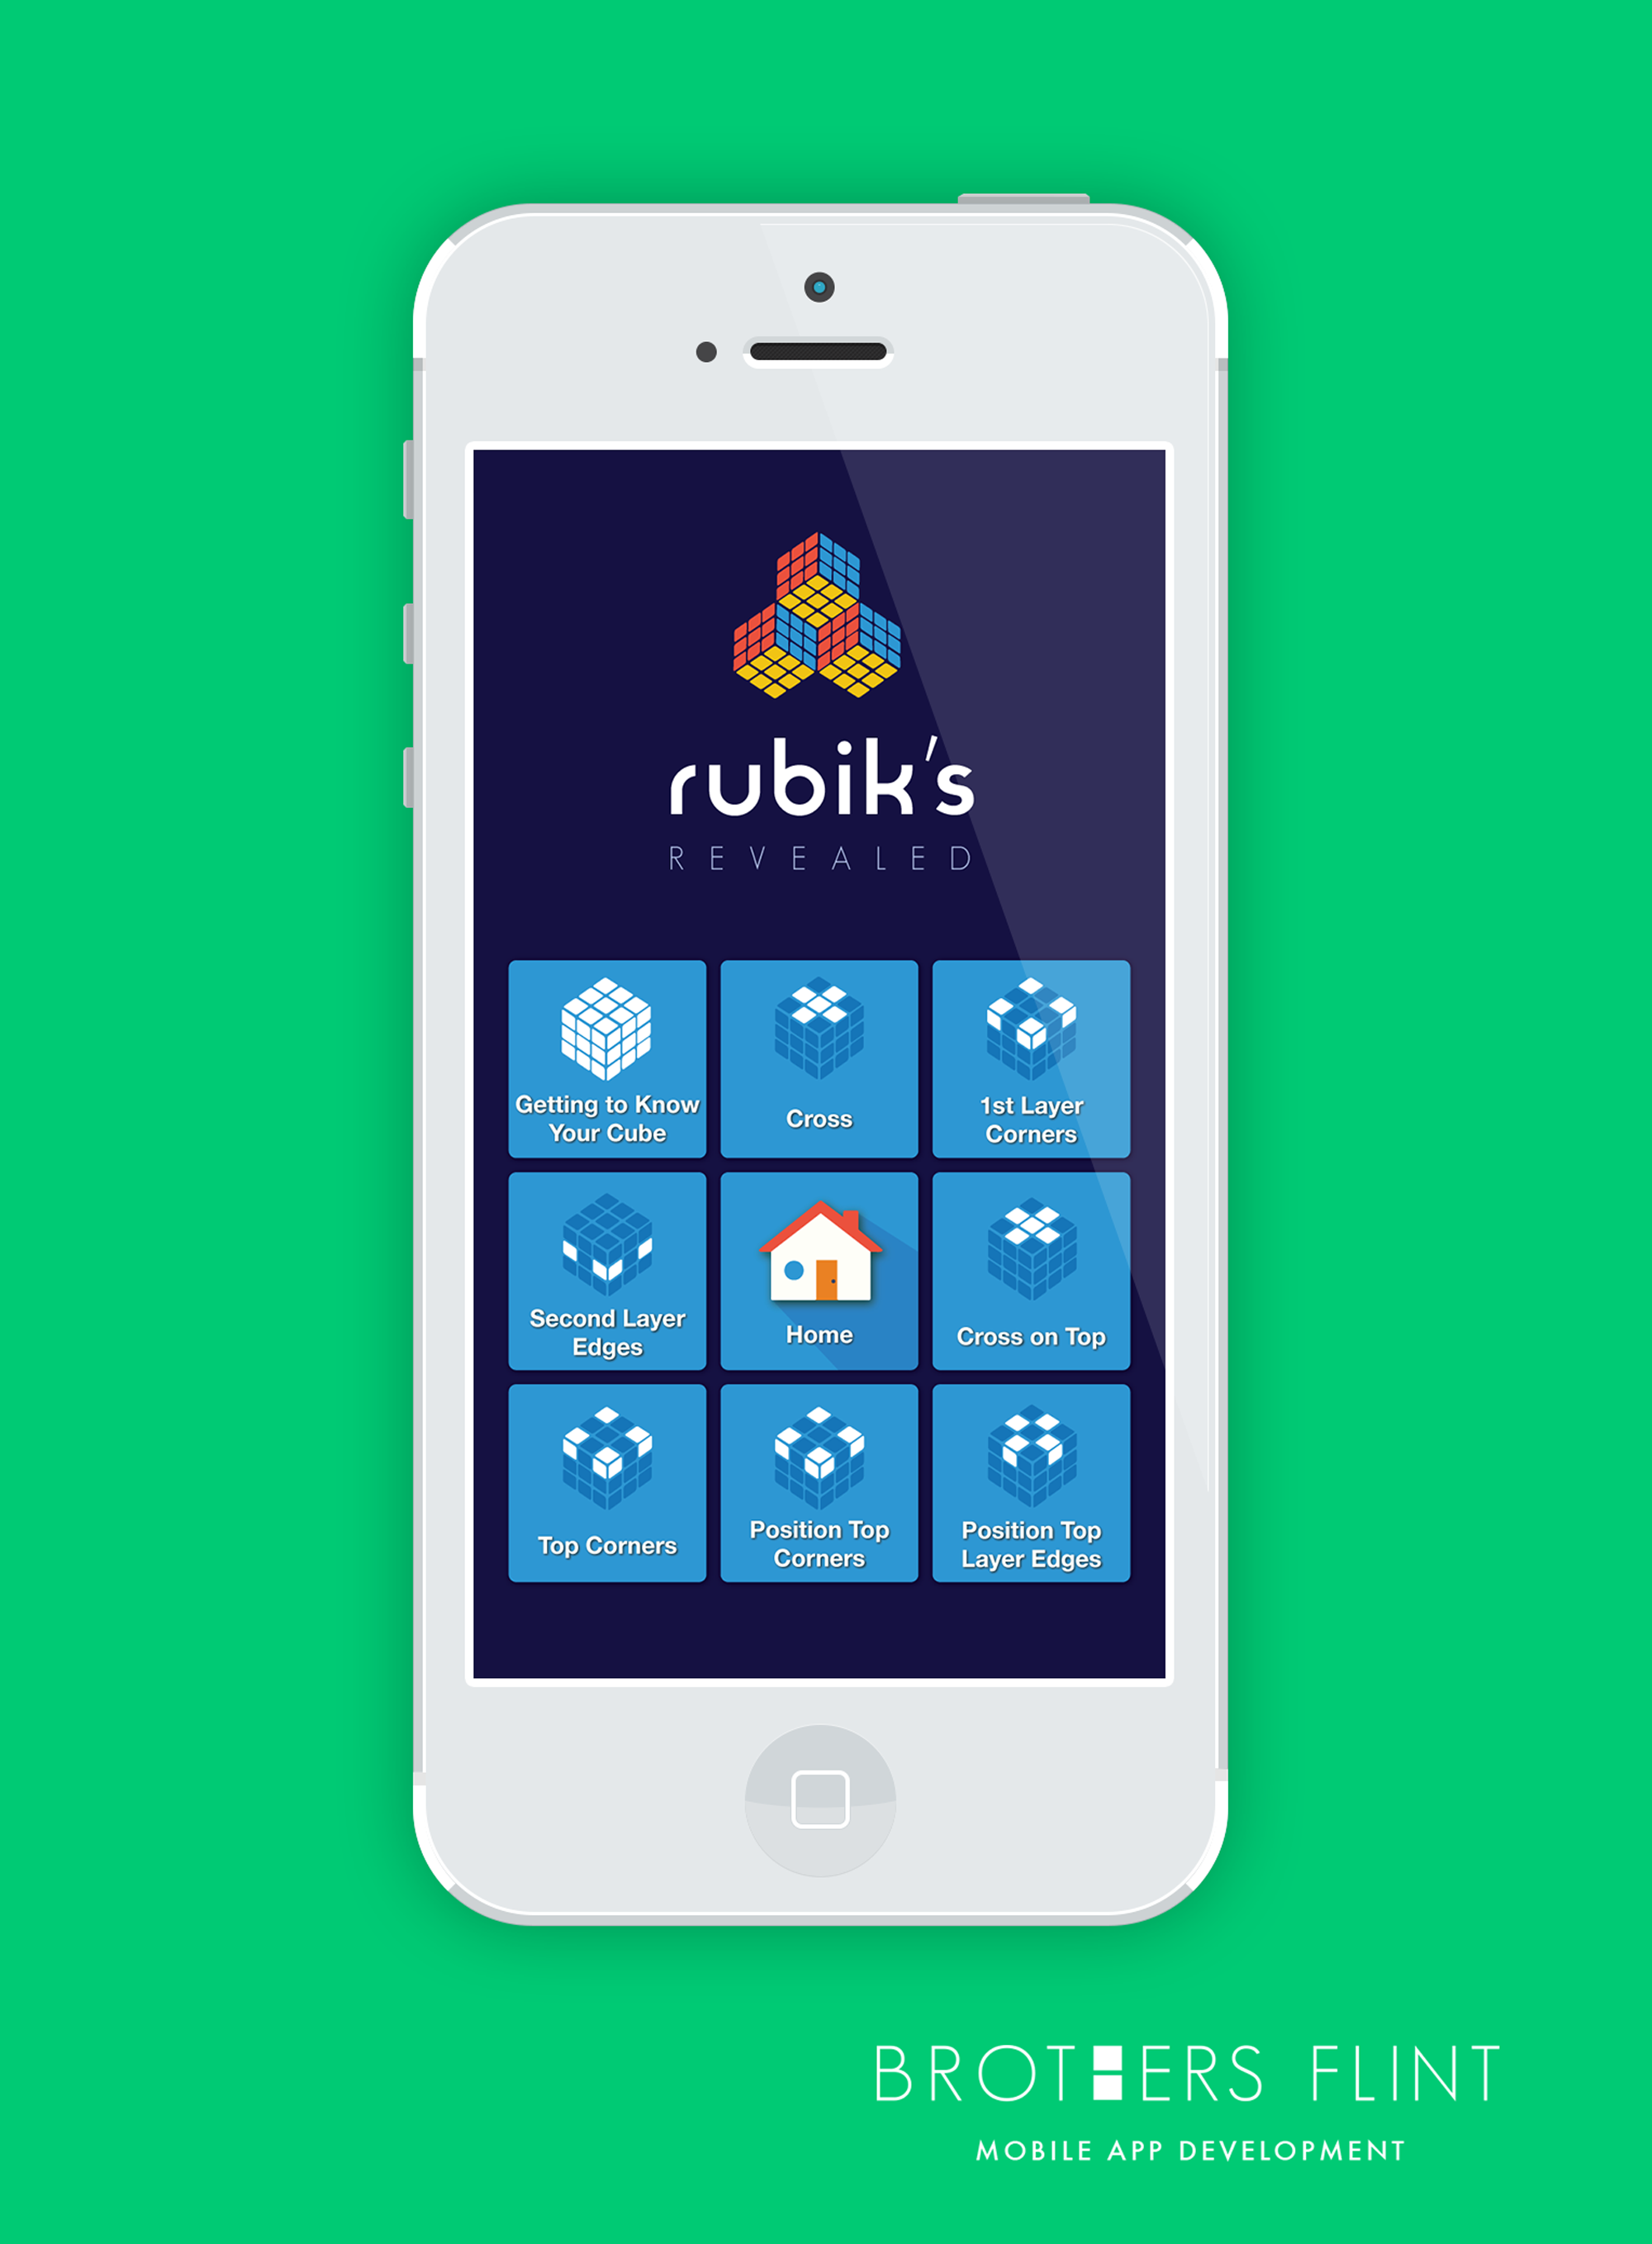 rubik's
REVEALED
Getting to Know
Your Cube
Cross
1st Layer
Corners
Second Layer
Edges
Home
Cross on Top
Top Corners
Position Top
Corners
Position Top
Layer Edges
BROTHERS FLINT
MOBILE APP DEVELOPMENT